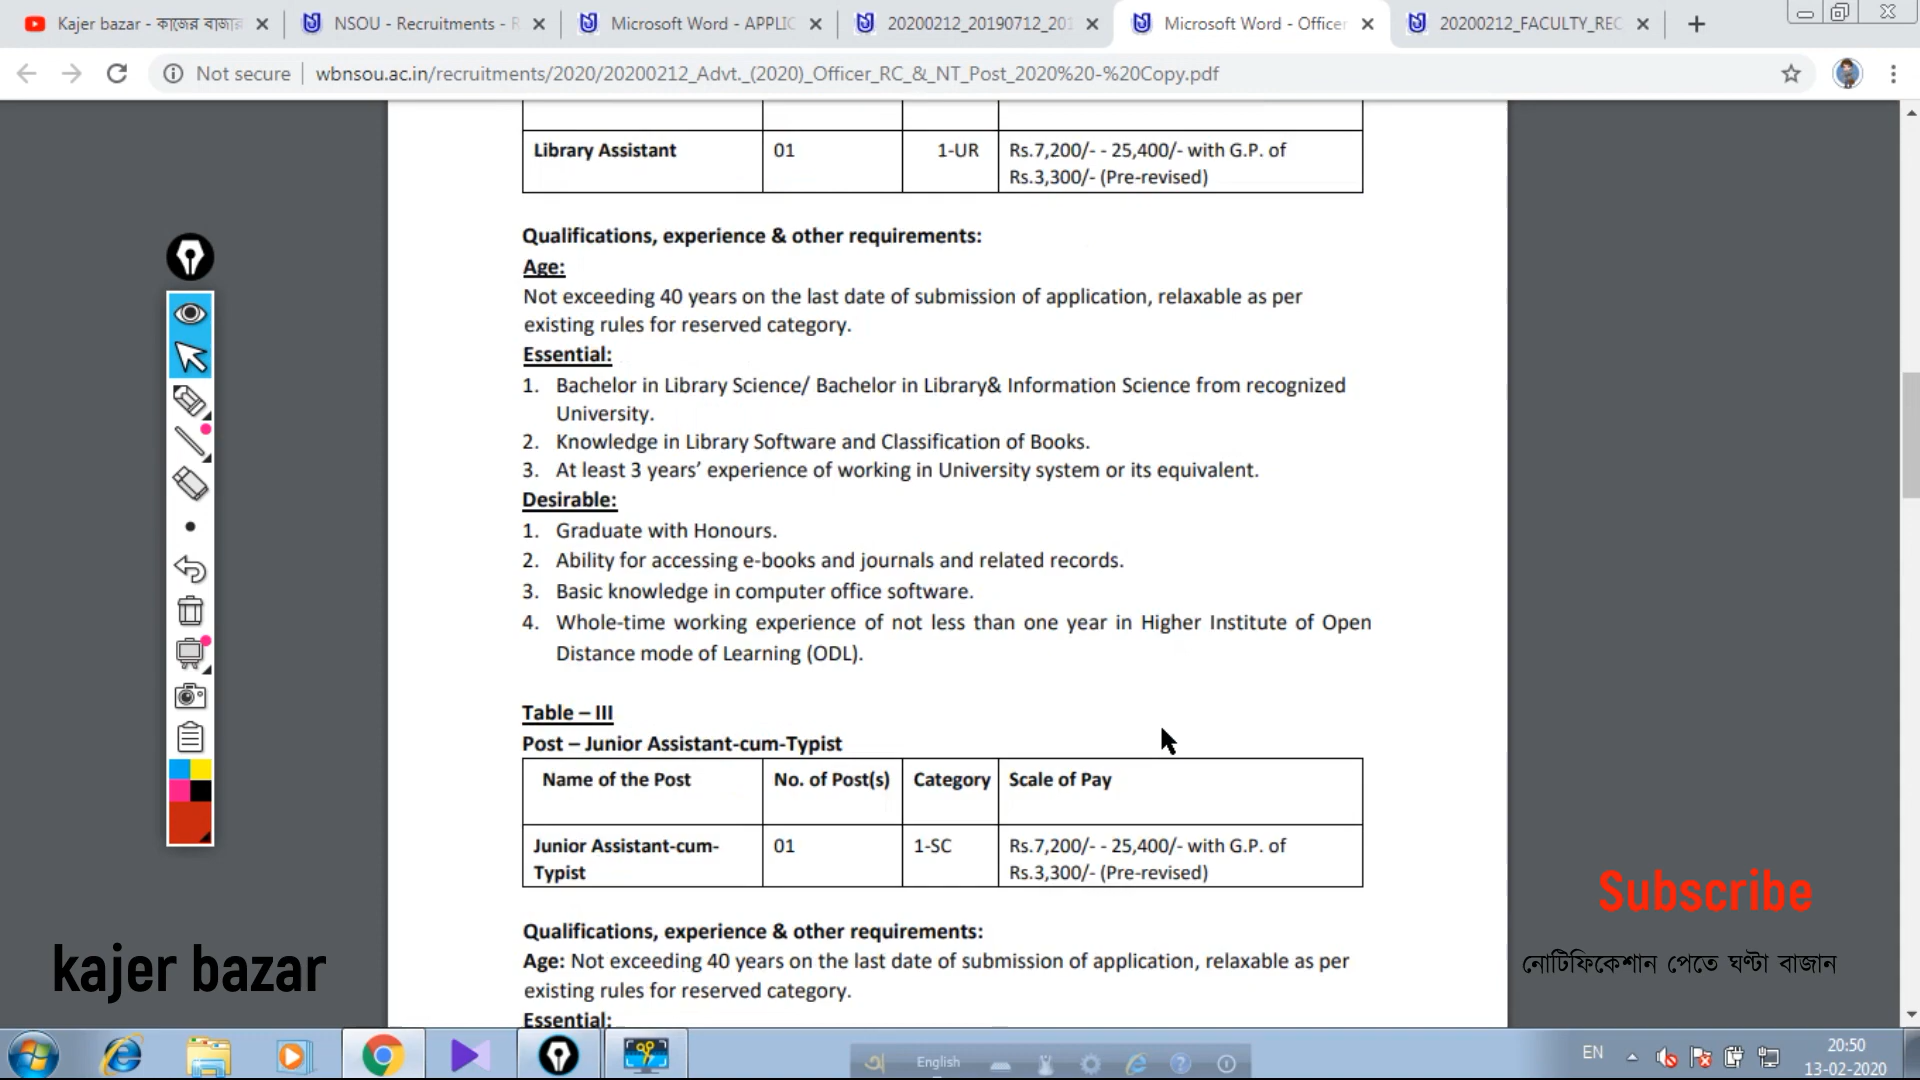 Kajer bazar - কাজের বাজার
NSOU - Recruitments - R
Microsoft Word - APPLIC
20200212_20190712_201
Microsoft Word - Officer
20200212_FACULTY_REC
Not secure
wbnsou.ac.in/recruitments/2020/20200212_Advt._(2020)_Officer_RC_&_NT_Post_2020%20-%20Copy.pdf
Library Assistant 01 1-UR Rs.7,200/- - 25,400/- with G.P. of
Rs.3,300/- (Pre-revised)
Qualifications, experience & other requirements:
Age:
Not exceeding 40 years on the last date of submission of application, relaxable as per
existing rules for reserved category.
Essential:
1. Bachelor in Library Science/ Bachelor in Library& Information Science from recognized
University.
2. Knowledge in Library Software and Classification of Books.
3. At least 3 years’ experience of working in University system or its equivalent.
Desirable:
1. Graduate with Honours.
2. Ability for accessing e-books and journals and related records.
3. Basic knowledge in computer office software.
4. Whole-time working experience of not less than one year in Higher Institute of Open
Distance mode of Learning (ODL).
Table – III
Post – Junior Assistant-cum-Typist
Name of the Post No. of Post(s) Category Scale of Pay
Junior Assistant-cum- 01 1-SC Rs.7,200/- - 25,400/- with G.P. of
Typist Rs.3,300/- (Pre-revised)
Qualifications, experience & other requirements:
Age: Not exceeding 40 years on the last date of submission of application, relaxable as per
existing rules for reserved category.
Essential:
Subscribe
kajer bazar
নোটিফিকেশান পেতে ঘণ্টা বাজান
অ English
EN
20:50
13-02-2020